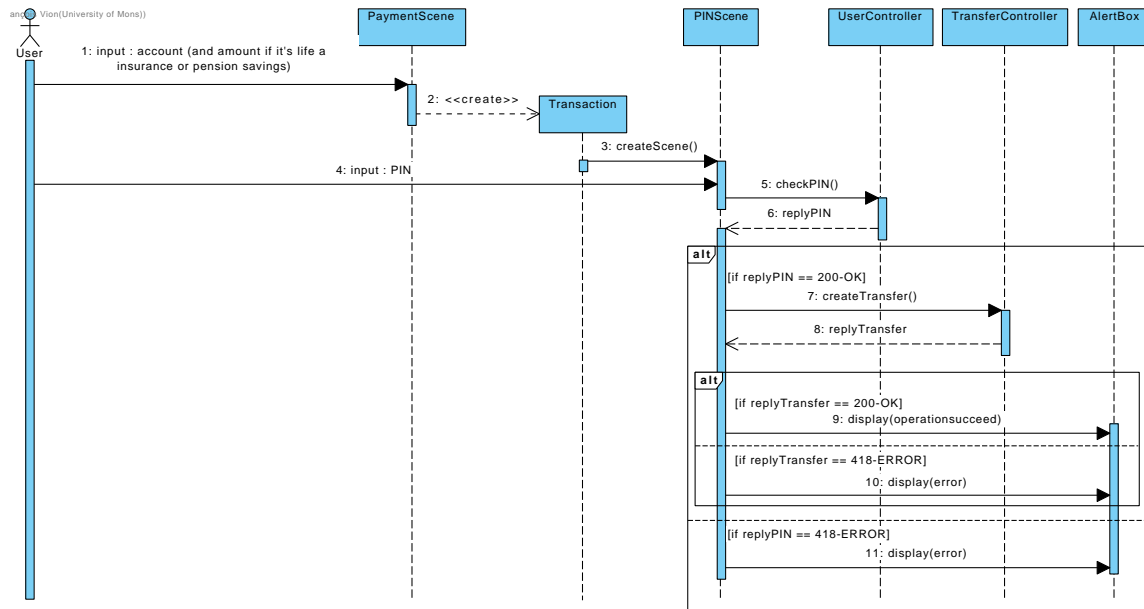 Vion(University of Mons))
User
PaymentScene
PINScene
UserController
TransferController
AlertBox
1: input : account (and amount if it's life a
insurance or pension savings)
2: <<create>>
Transaction
3: createScene()
4: input : PIN
5: checkPIN()
6: replyPIN
alt
[if replyPIN == 200-OK]
7: createTransfer()
8: replyTransfer
alt
[if replyTransfer == 200-OK]
9: display(operationsucceed)
[if replyTransfer == 418-ERROR]
10: display(error)
[if replyPIN == 418-ERROR]
11: display(error)